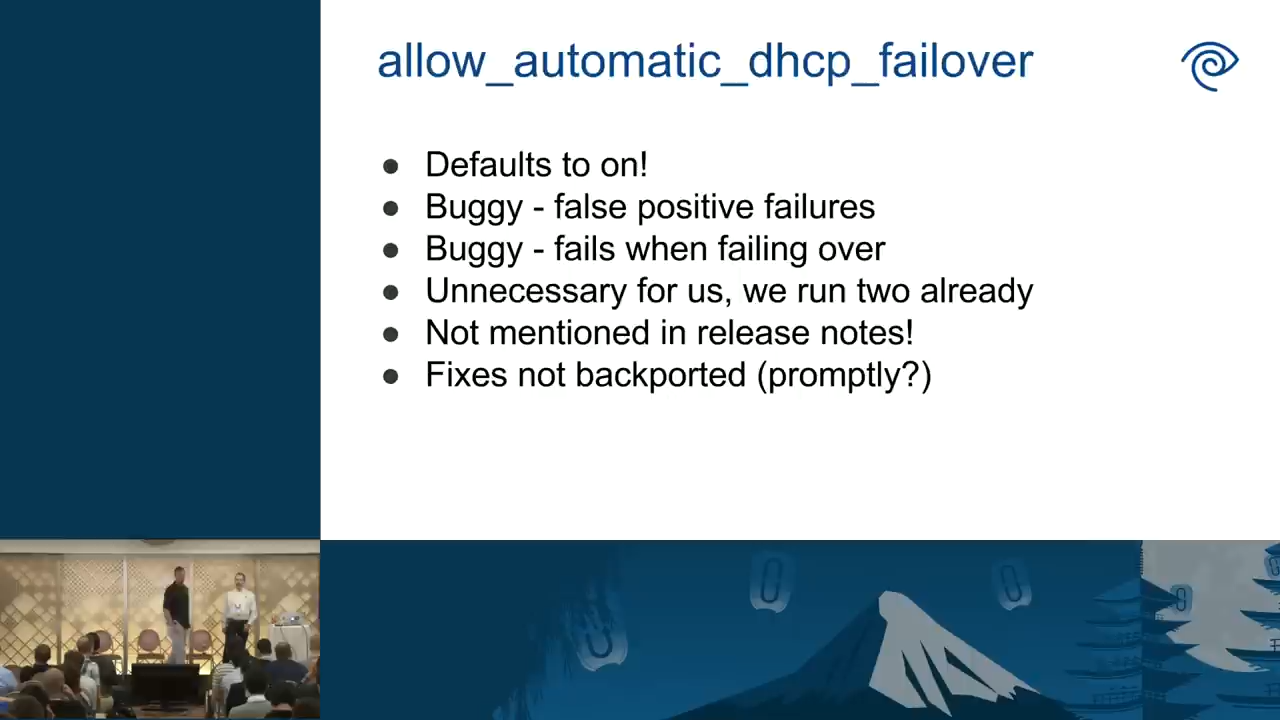 allow_automatic_dhcp_failover
● Defaults to on!
● Buggy - false positive failures
● Buggy - fails when failing over
● Unnecessary for us, we run two already
● Not mentioned in release notes!
● Fixes not backported (promptly?)